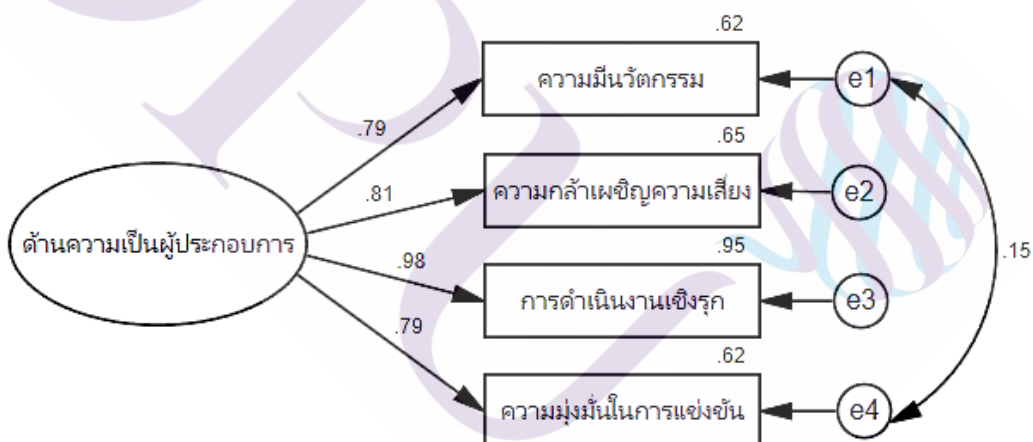 .62
ความมีนวัตกรรม
e1
.79
.65
ความกล้าเผชิญความเสี่ยง
e2
.81
ด้านความเป็นผู้ประกอบการ
.95
.15
.98
การดำเนินงานเชิงรุก
e3
.79
.62
ความมุ่งมั่นในการแข่งขัน
e4